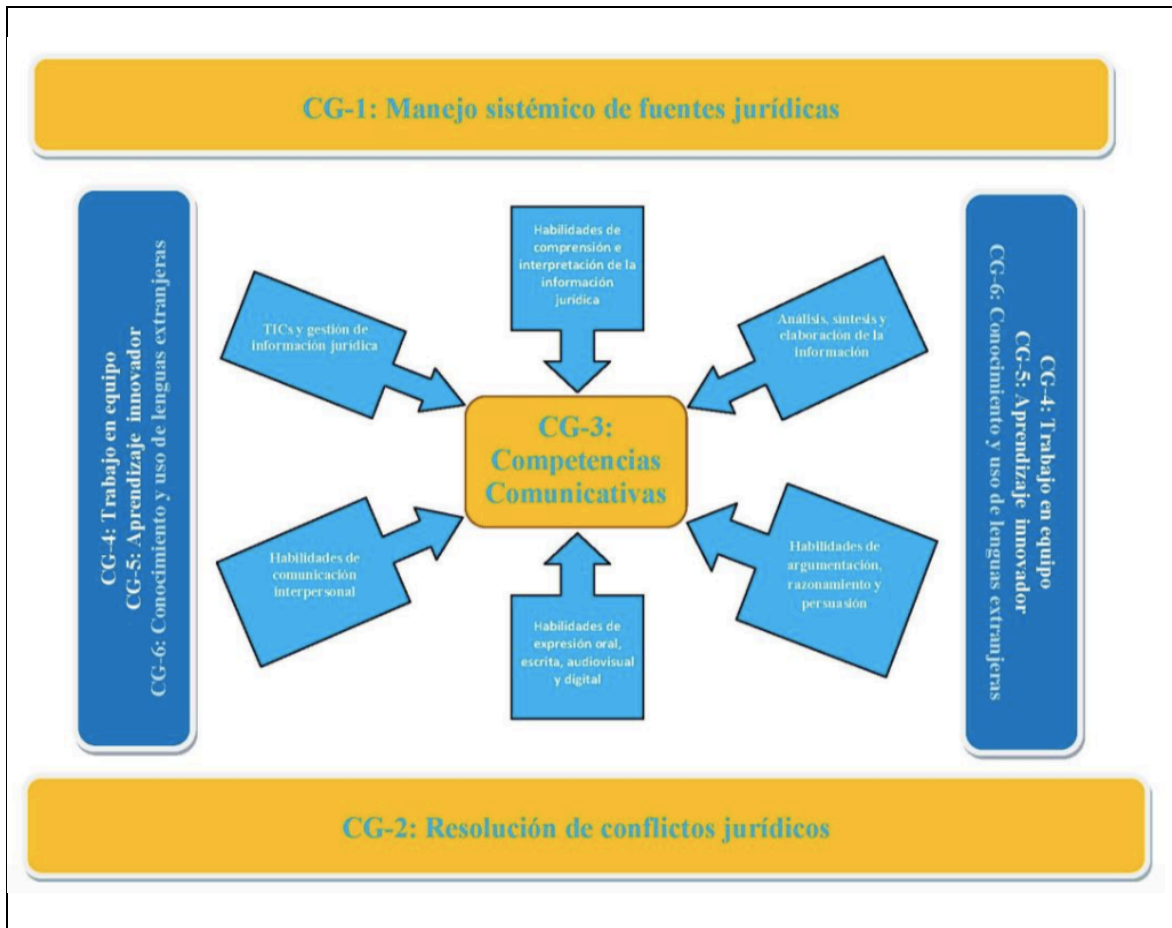 CG-1: Manejo sistémico de fuentes jurídicas
CG-4: Trabajo en equipo
CG-5: Aprendizaje innovador
CG-6: Conocimiento y uso de lenguas extranjeras
TICs y gestión de
información jurídica
Habilidades de
comprensión e
interpretación de la
información
jurídica
Análisis, síntesis y
elaboración de la
información
CG-3:
Competencias
Comunicativas
Habilidades de
comunicación
interpersonal
Habilidades de
expresión oral,
escrita, audiovisual
y digital
Habilidades de
argumentación,
razonamiento y
persuasión
CG-4: Trabajo en equipo
CG-5: Aprendizaje innovador
CG-6: Conocimiento y uso de lenguas extranjeras
CG-2: Resolución de conflictos jurídicos